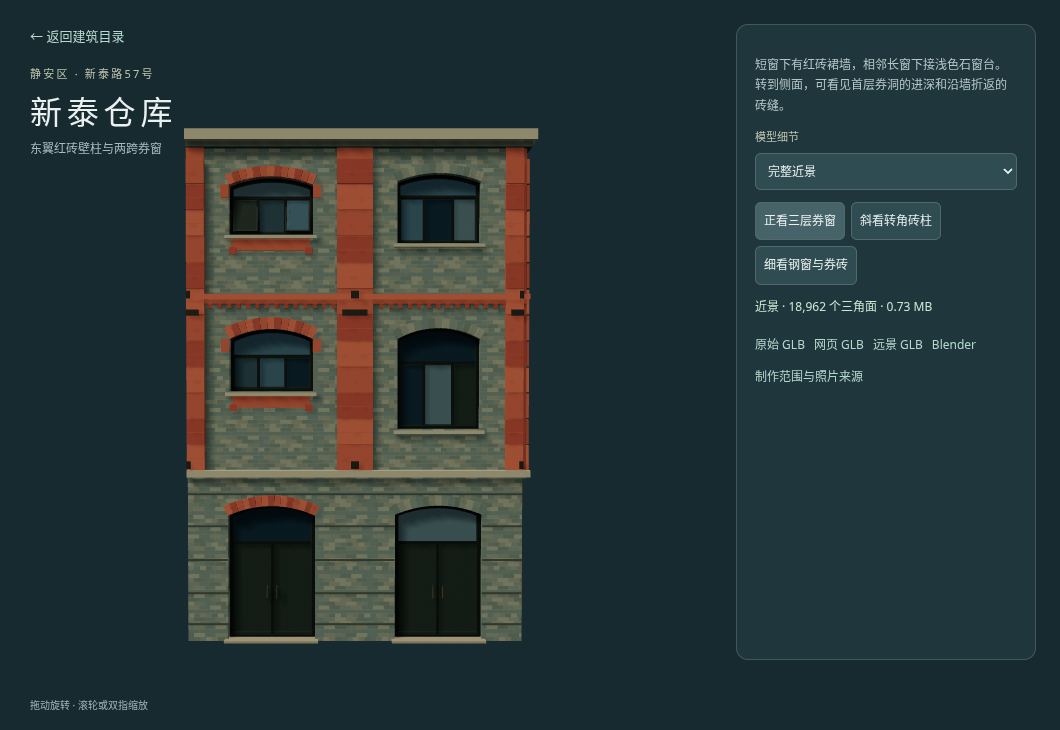 ← 返回建筑目录
静安区 · 新泰路57号
新泰仓库
东翼红砖壁柱与两跨券窗
短窗下有红砖裙墙，相邻长窗下接浅色石窗台。
转到侧面，可看见首层券洞的进深和沿墙折返的
砖缝。
模型细节
完整近景
正看三层券窗 斜看转角砖柱
细看钢窗与券砖
近景 · 18,962 个三角面 · 0.73 MB
原始 GLB 网页 GLB 远景 GLB Blender
制作范围与照片来源
拖动旋转 · 滚轮或双指缩放